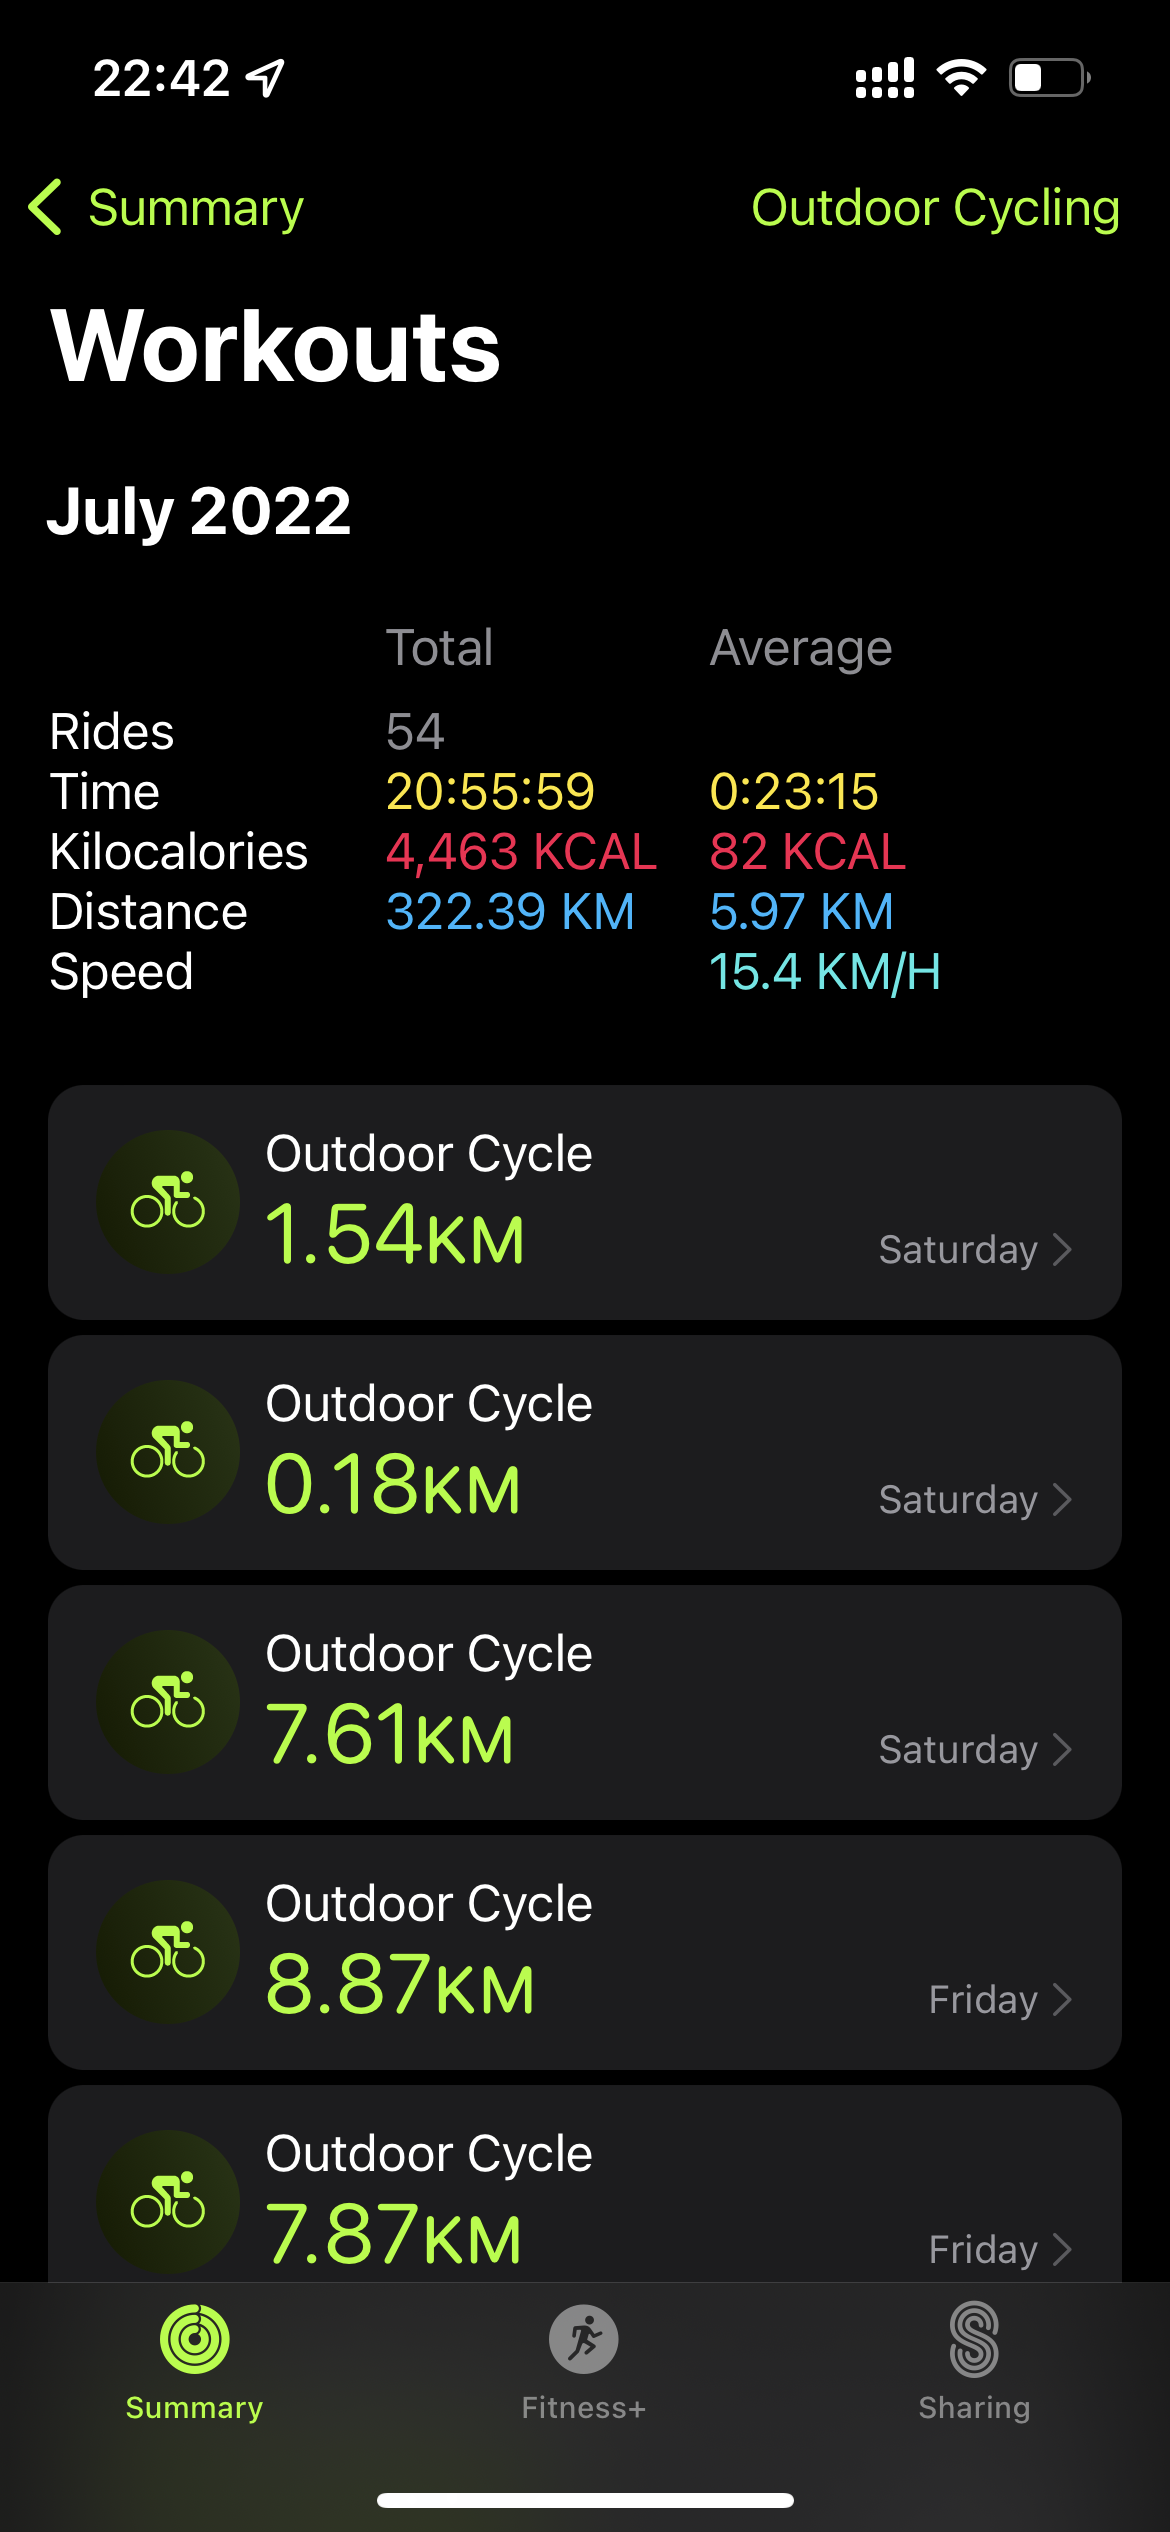 22:42
Summary Outdoor Cycling
Workouts
July 2022
Total Average
Rides 54
Time 20:55:59 0:23:15
Kilocalories 4,463 KCAL 82 KCAL
Distance 322.39 KM 5.97 KM
Speed 15.4 KM/H
Outdoor Cycle
1.54KM
Saturday
Outdoor Cycle
0.18KM
Saturday
Outdoor Cycle
7.61KM
Saturday
Outdoor Cycle
8.87KM
Friday
Outdoor Cycle
7.87KM
Friday
Summary Fitness+ Sharing